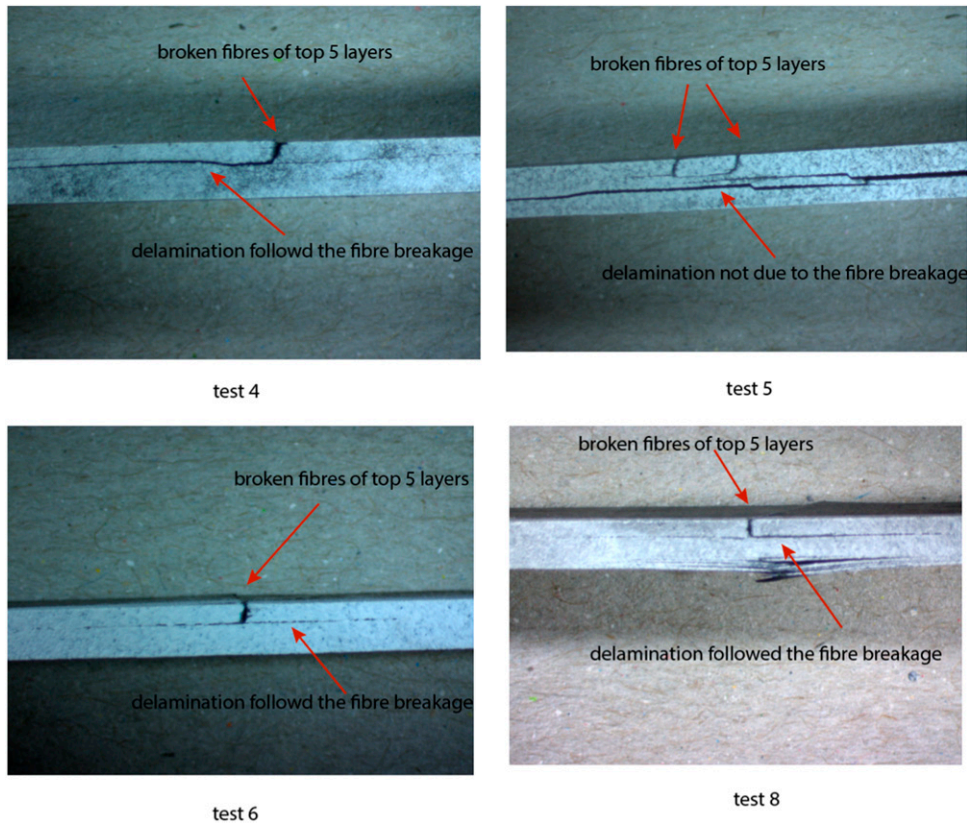 broken fibres of top 5 layers
delamination followd the fibre breakage
test 4
broken fibres of top 5 layers
delamination not due to the fibre breakage
test 5
broken fibres of top 5 layers
delamination followd the fibre breakage
test 6
broken fibres of top 5 layers
delamination followed the fibre breakage
test 8